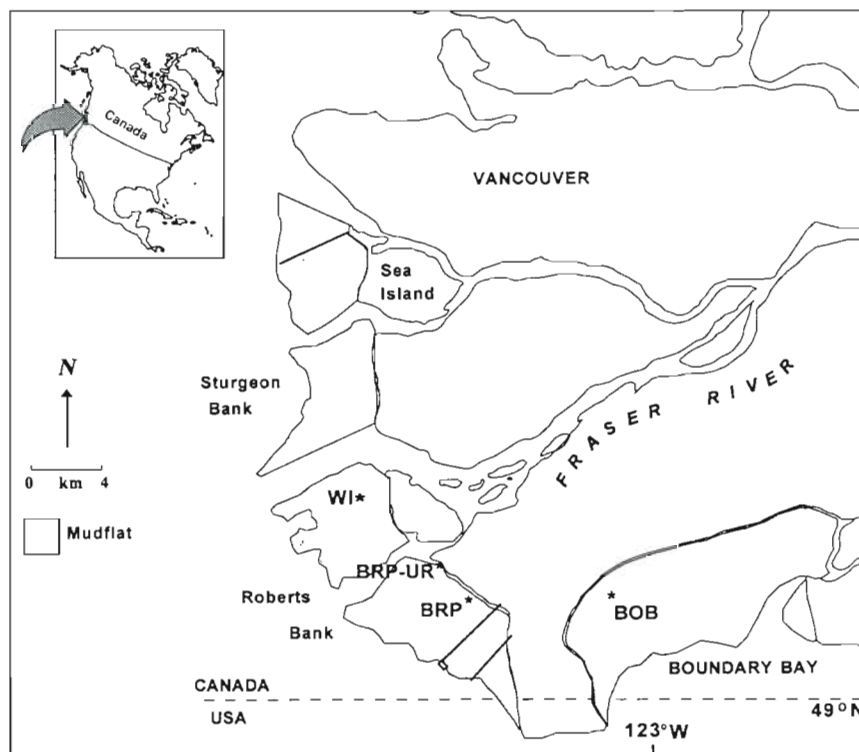 Canada
VANCOUVER
Sea
Island
N
Sturgeon
Bank
FRASER RIVER
0 km 4
WI*
Mudflat
BRP-UR*
Roberts
Bank
BRP
*
*
BOB
BOUNDARY BAY
CANADA
USA
49°N
123°W